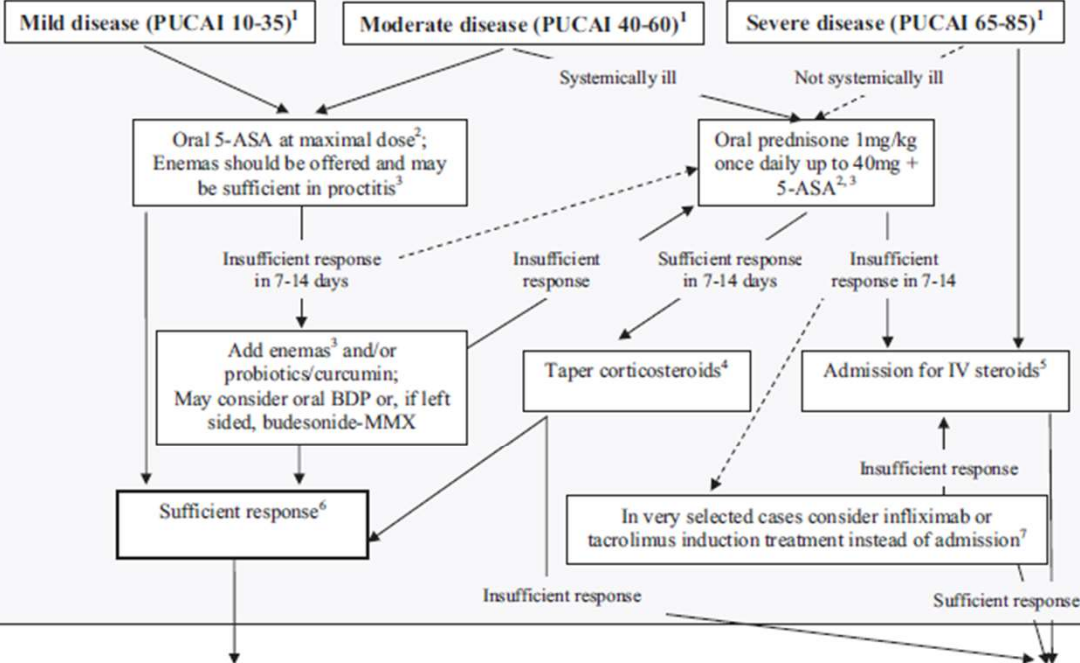 Mild disease (PUCAI 10-35)¹
Moderate disease (PUCAI 40-60)¹
Severe disease (PUCAI 65-85)¹
Systemically ill
Not systemically ill
Oral 5-ASA at maximal dose²;
Enemas should be offered and may
be sufficient in proctitis³
Oral prednisone 1mg/kg
once daily up to 40mg +
5-ASA²,³
Insufficient response
in 7-14 days
Insufficient
response
Sufficient response
in 7-14 days
Insufficient
response in 7-14
Add enemas³ and/or
probiotics/curcumin;
May consider oral BDP or, if left
sided, budesonide-MMX
Taper corticosteroids⁴
Admission for IV steroids⁵
Insufficient response
Sufficient response⁶
In very selected cases consider infliximab or
tacrolimus induction treatment instead of admission⁷
Insufficient response
Sufficient response